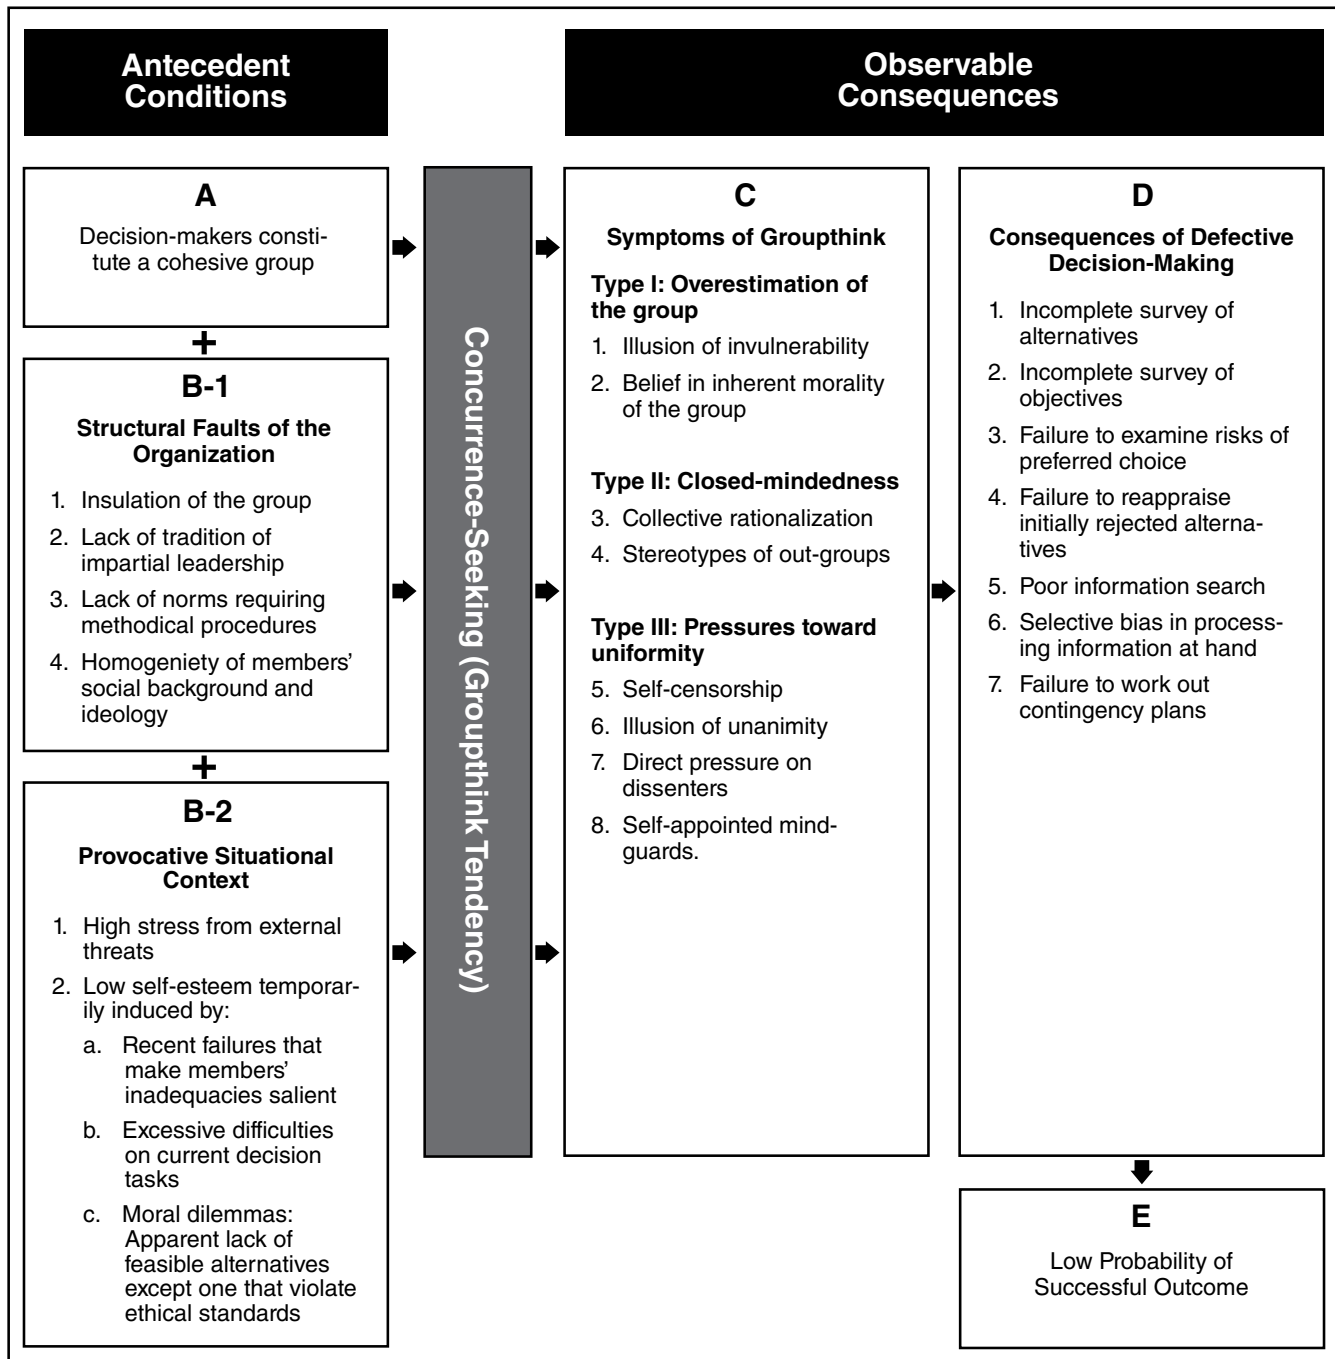 Antecedent
Conditions
Observable
Consequences
A
Decision-makers consti-
tute a cohesive group
+
B-1
Structural Faults of the
Organization
1. Insulation of the group
2. Lack of tradition of
impartial leadership
3. Lack of norms requiring
methodical procedures
4. Homogeniety of members’
social background and
ideology
+
B-2
Provocative Situational
Context
1. High stress from external
threats
2. Low self-esteem temporar-
ily induced by:
a. Recent failures that
make members’
inadequacies salient
b. Excessive difficulties
on current decision
tasks
c. Moral dilemmas:
Apparent lack of
feasible alternatives
except one that violate
ethical standards
Concurrence-Seeking (Groupthink Tendency)
C
Symptoms of Groupthink
Type I: Overestimation of
the group
1. Illusion of invulnerability
2. Belief in inherent morality
of the group
Type II: Closed-mindedness
3. Collective rationalization
4. Stereotypes of out-groups
Type III: Pressures toward
uniformity
5. Self-censorship
6. Illusion of unanimity
7. Direct pressure on
dissenters
8. Self-appointed mind-
guards.
D
Consequences of Defective
Decision-Making
1. Incomplete survey of
alternatives
2. Incomplete survey of
objectives
3. Failure to examine risks of
preferred choice
4. Failure to reappraise
initially rejected alterna-
tives
5. Poor information search
6. Selective bias in process-
ing information at hand
7. Failure to work out
contingency plans
E
Low Probability of
Successful Outcome